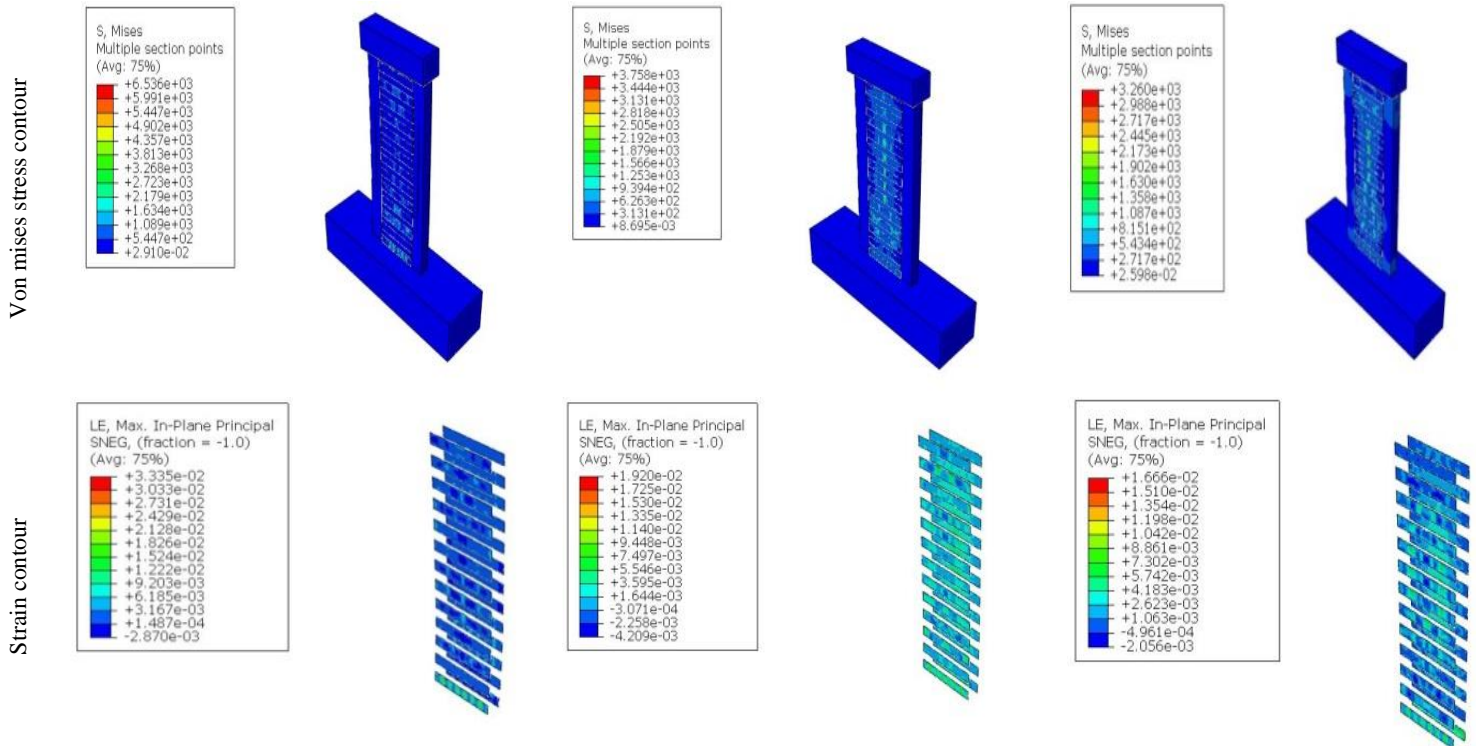 Von mises stress contour
S, Mises
Multiple section points
(Avg: 75%)
+6.536e+03
+5.991e+03
+5.447e+03
+4.902e+03
+4.357e+03
+3.813e+03
+3.268e+03
+2.723e+03
+2.179e+03
+1.634e+03
+1.089e+03
+5.447e+02
+2.910e-02
S, Mises
Multiple section points
(Avg: 75%)
+3.758e+03
+3.444e+03
+3.131e+03
+2.818e+03
+2.505e+03
+2.192e+03
+1.879e+03
+1.566e+03
+1.253e+03
+9.394e+02
+6.263e+02
+3.131e+02
+8.695e-03
S, Mises
Multiple section points
(Avg: 75%)
+3.260e+03
+2.988e+03
+2.717e+03
+2.445e+03
+2.173e+03
+1.902e+03
+1.630e+03
+1.358e+03
+1.087e+03
+8.151e+02
+5.434e+02
+2.717e+02
+2.598e-02
Strain contour
LE, Max. In-Plane Principal
SNEG, (fraction = -1.0)
(Avg: 75%)
+3.335e-02
+3.033e-02
+2.731e-02
+2.429e-02
+2.128e-02
+1.826e-02
+1.524e-02
+1.222e-02
+9.203e-03
+6.185e-03
+3.167e-03
+1.487e-04
-2.870e-03
LE, Max. In-Plane Principal
SNEG, (fraction = -1.0)
(Avg: 75%)
+1.920e-02
+1.725e-02
+1.530e-02
+1.335e-02
+1.140e-02
+9.448e-03
+7.497e-03
+5.546e-03
+3.595e-03
+1.644e-03
-3.071e-04
-2.258e-03
-4.209e-03
LE, Max. In-Plane Principal
SNEG, (fraction = -1.0)
(Avg: 75%)
+1.666e-02
+1.510e-02
+1.354e-02
+1.198e-02
+1.042e-02
+8.861e-03
+7.302e-03
+5.742e-03
+4.183e-03
+2.623e-03
+1.063e-03
-4.961e-04
-2.056e-03